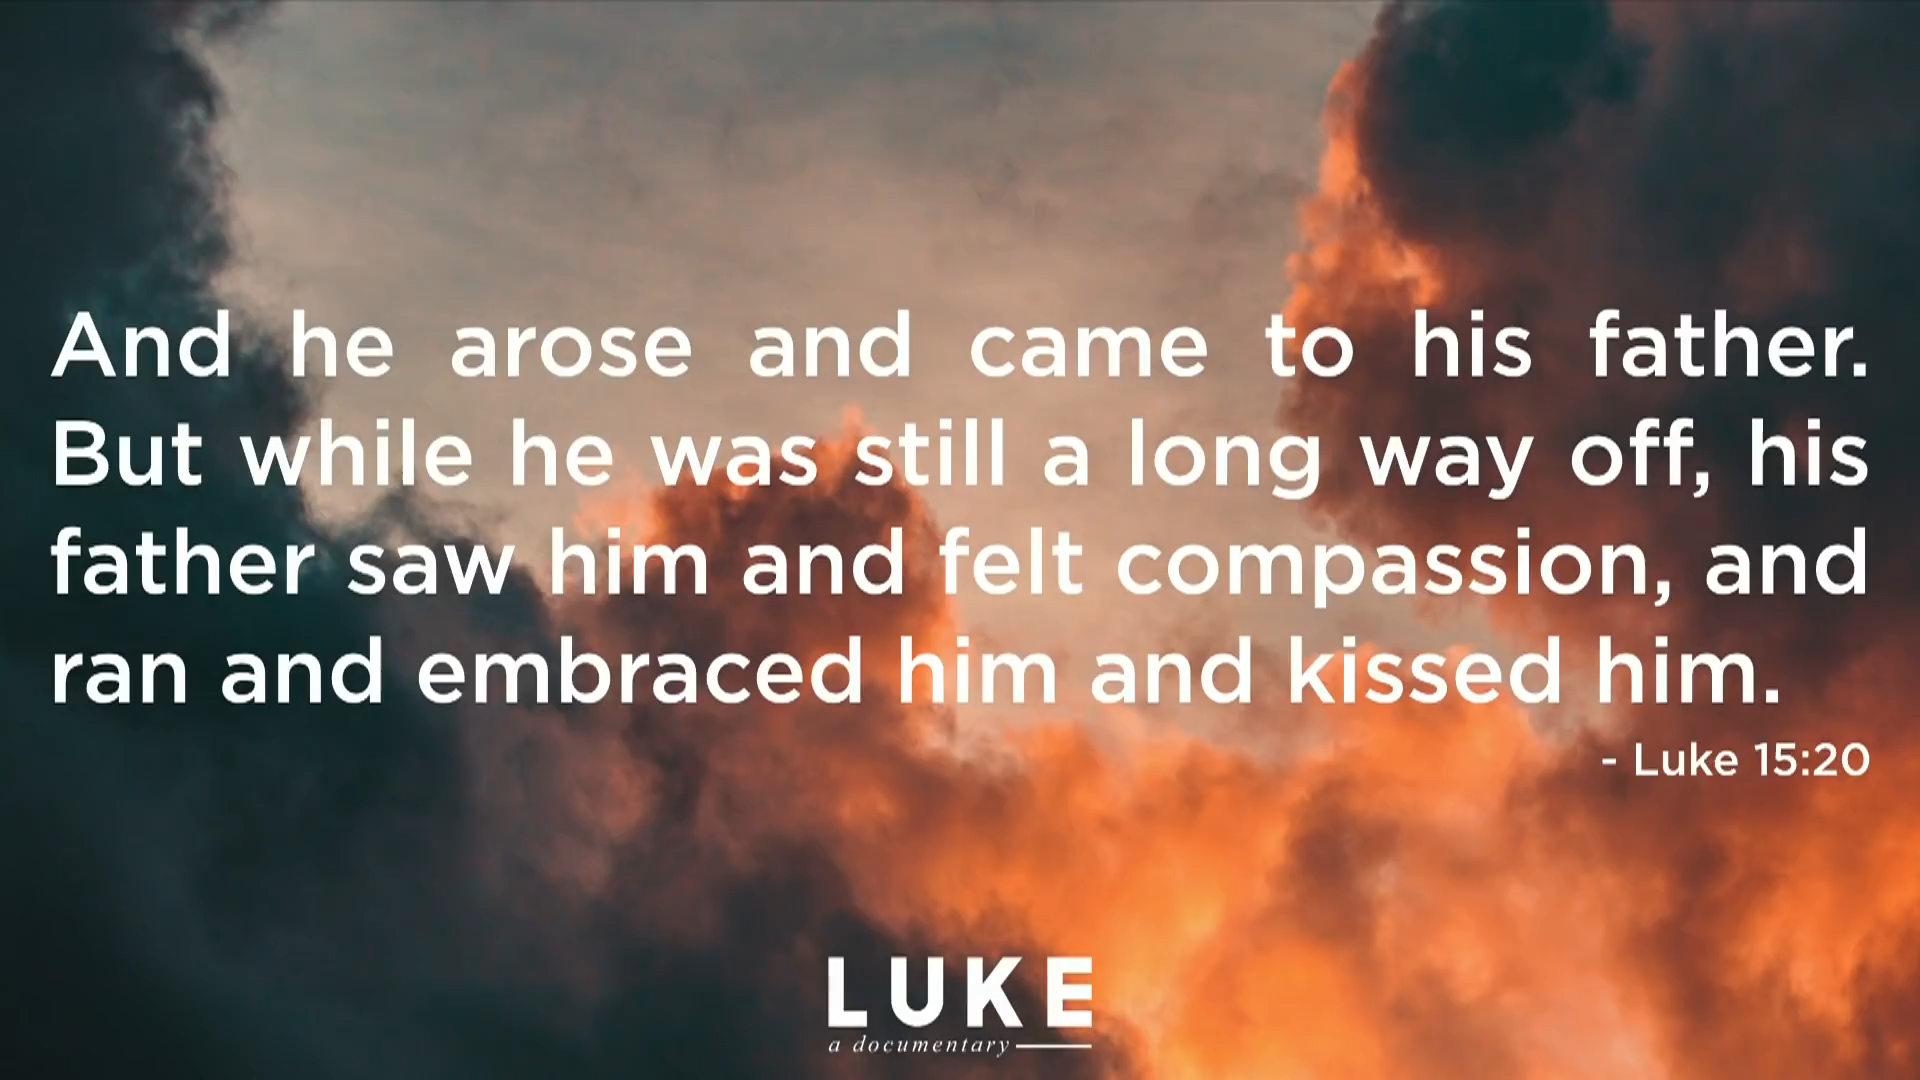 And he arose and came to his father.
But while he was still a long way off, his
father saw him and felt compassion, and
ran and embraced him and kissed him.
- Luke 15:20
LUKE
a documentary